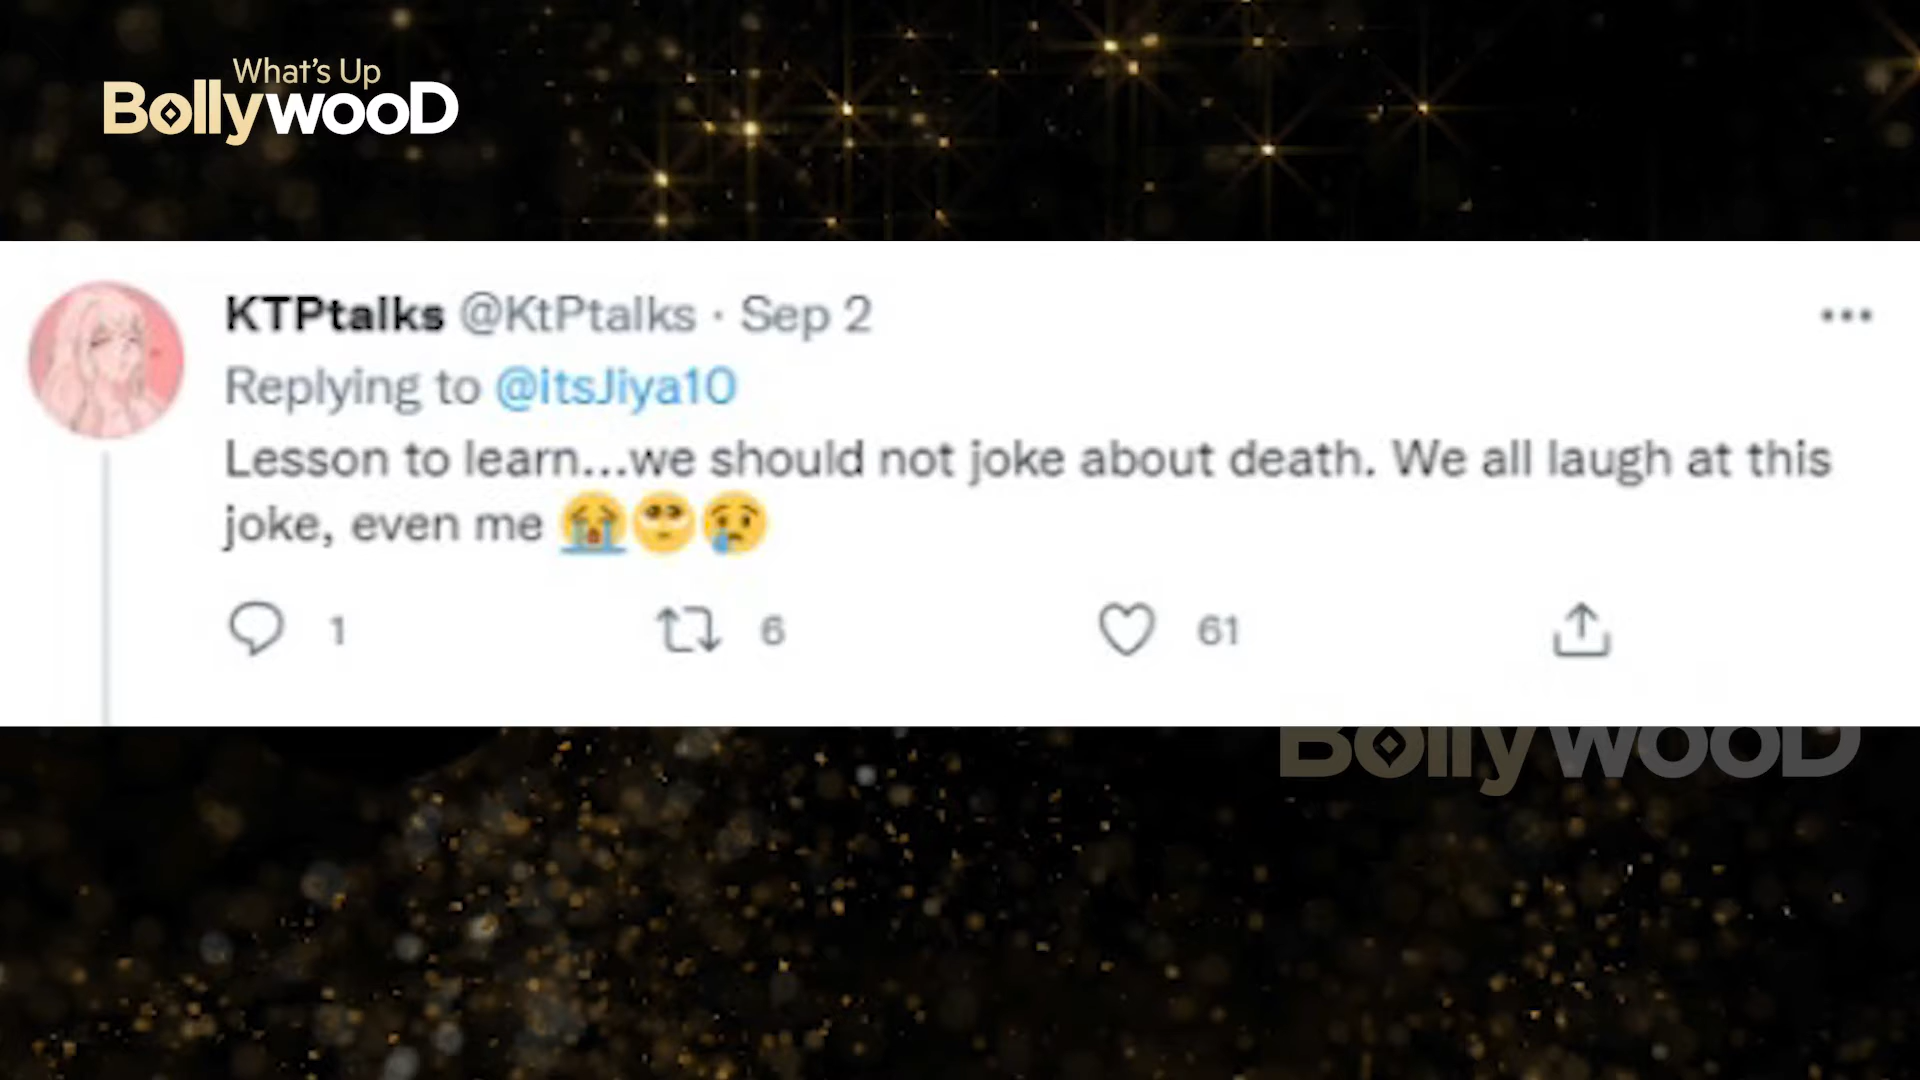 What's Up
BollywooD
KTPtalks @KtPtalks · Sep 2
Replying to @itsJiya10
Lesson to learn...we should not joke about death. We all laugh at this
joke, even me 😭🥺😢
1 6 61
BollywooD